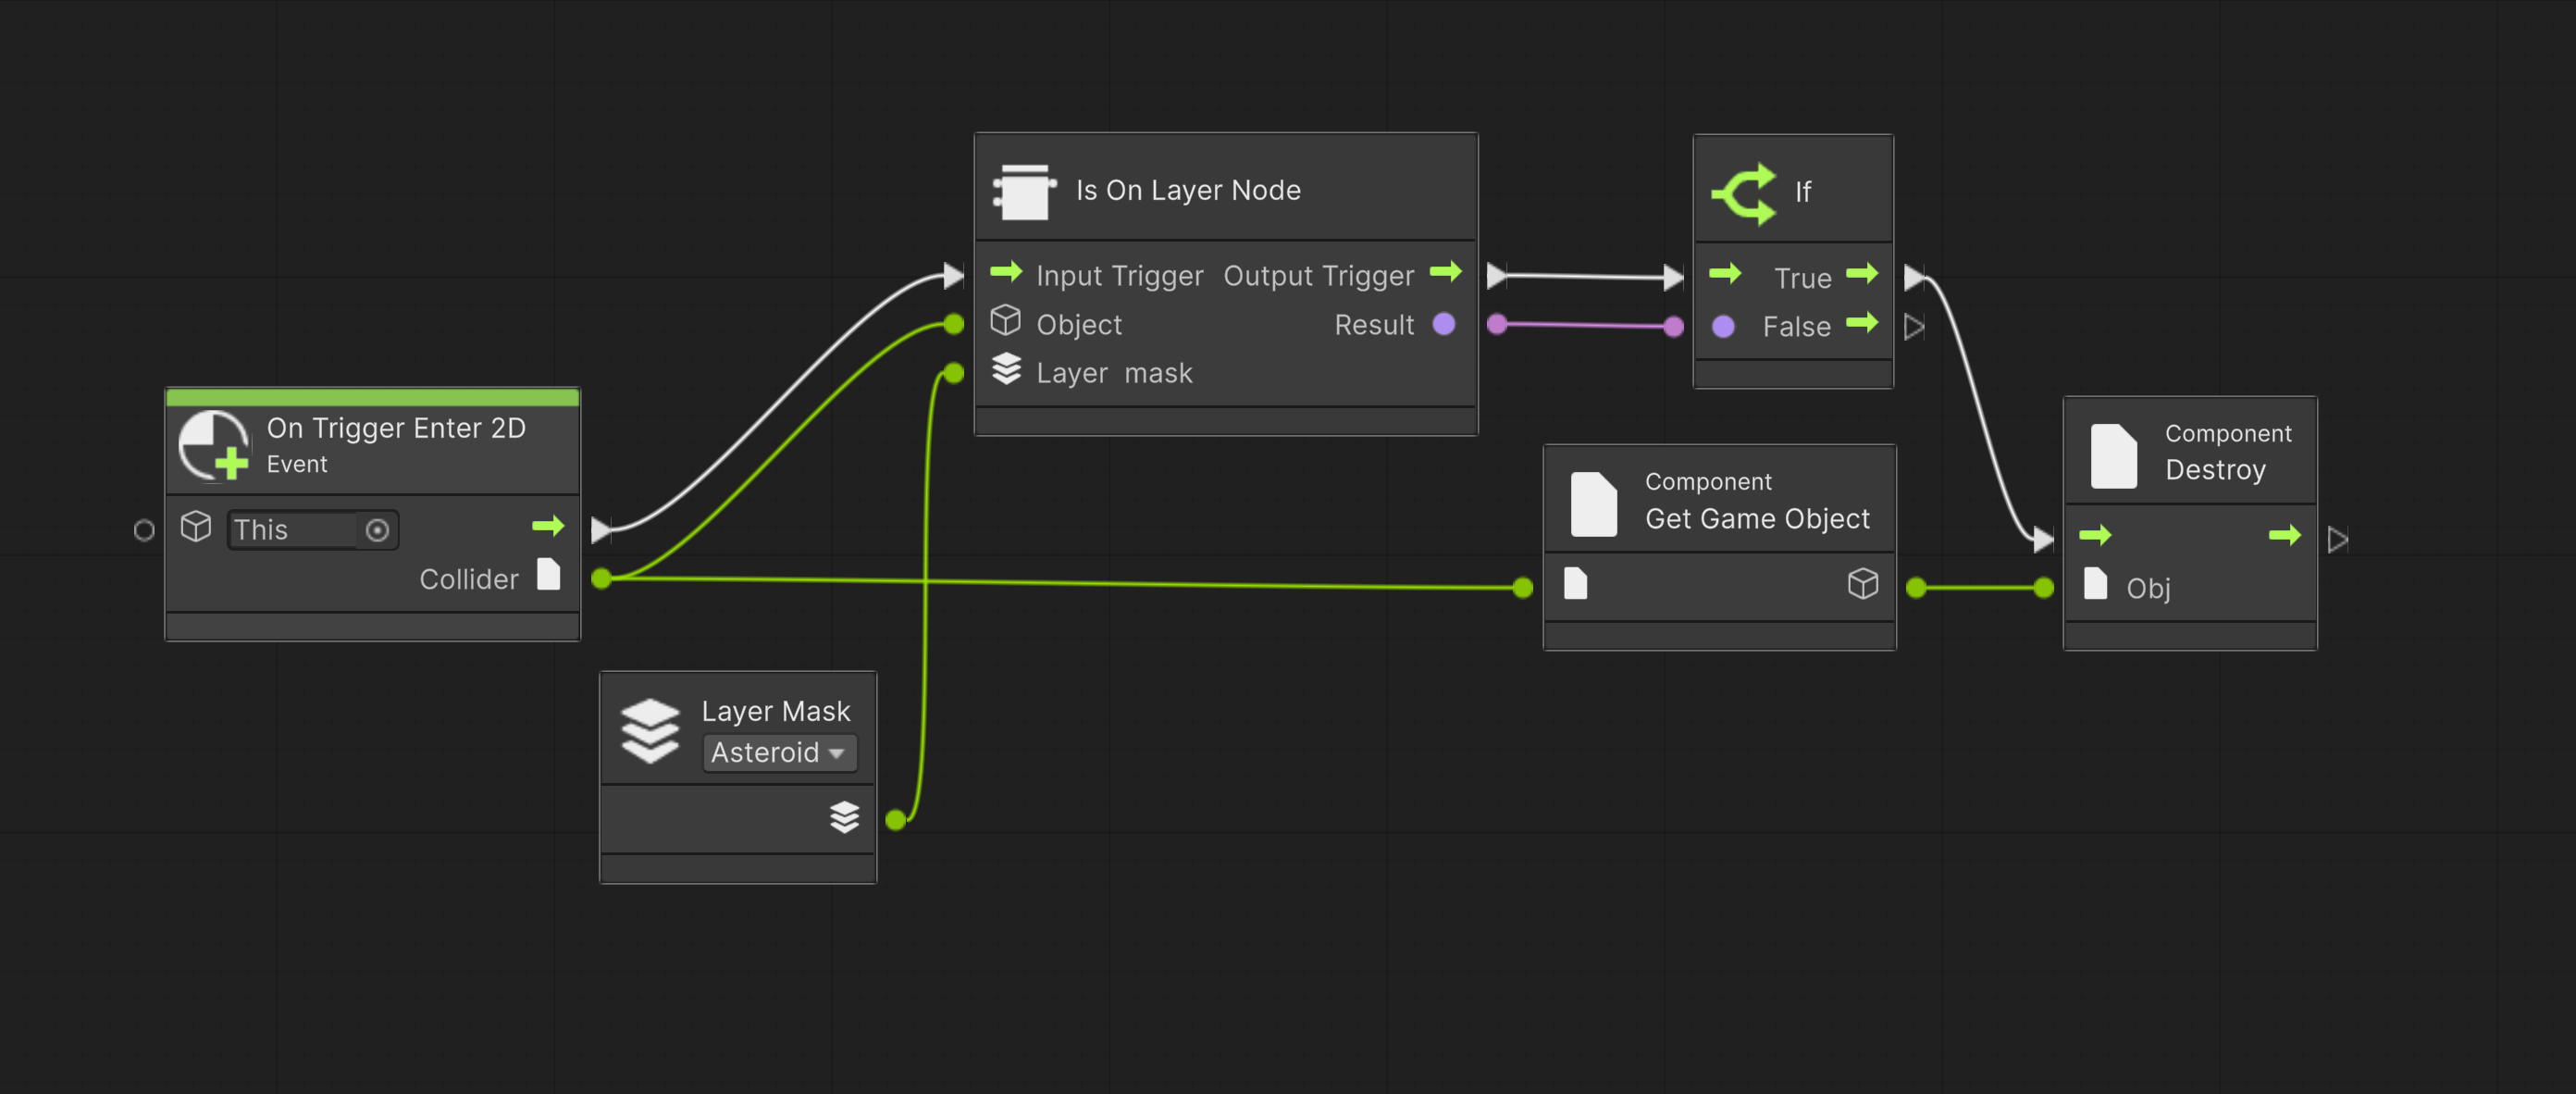 On Trigger Enter 2D
Event
This
Collider
Layer Mask
Asteroid
Is On Layer Node
Input Trigger Output Trigger
Object Result
Layer mask
If
True
False
Component
Get Game Object
Component
Destroy
Obj